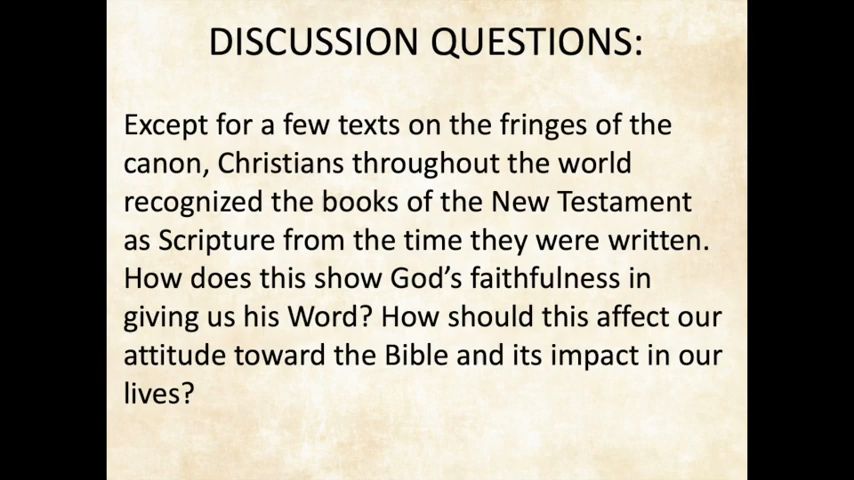 DISCUSSION QUESTIONS:
Except for a few texts on the fringes of the
canon, Christians throughout the world
recognized the books of the New Testament
as Scripture from the time they were written.
How does this show God’s faithfulness in
giving us his Word? How should this affect our
attitude toward the Bible and its impact in our
lives?